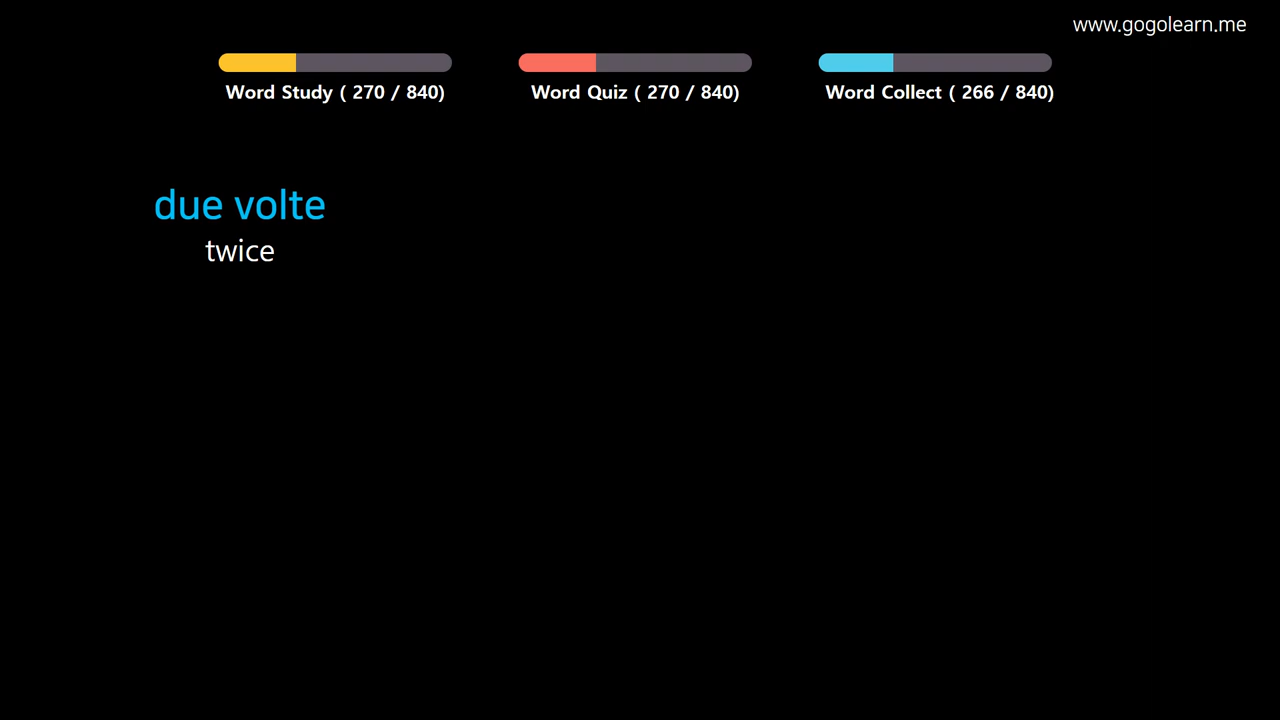 www.gogolearn.me
Word Study ( 270 / 840)
Word Quiz ( 270 / 840)
Word Collect ( 266 / 840)
due volte
twice